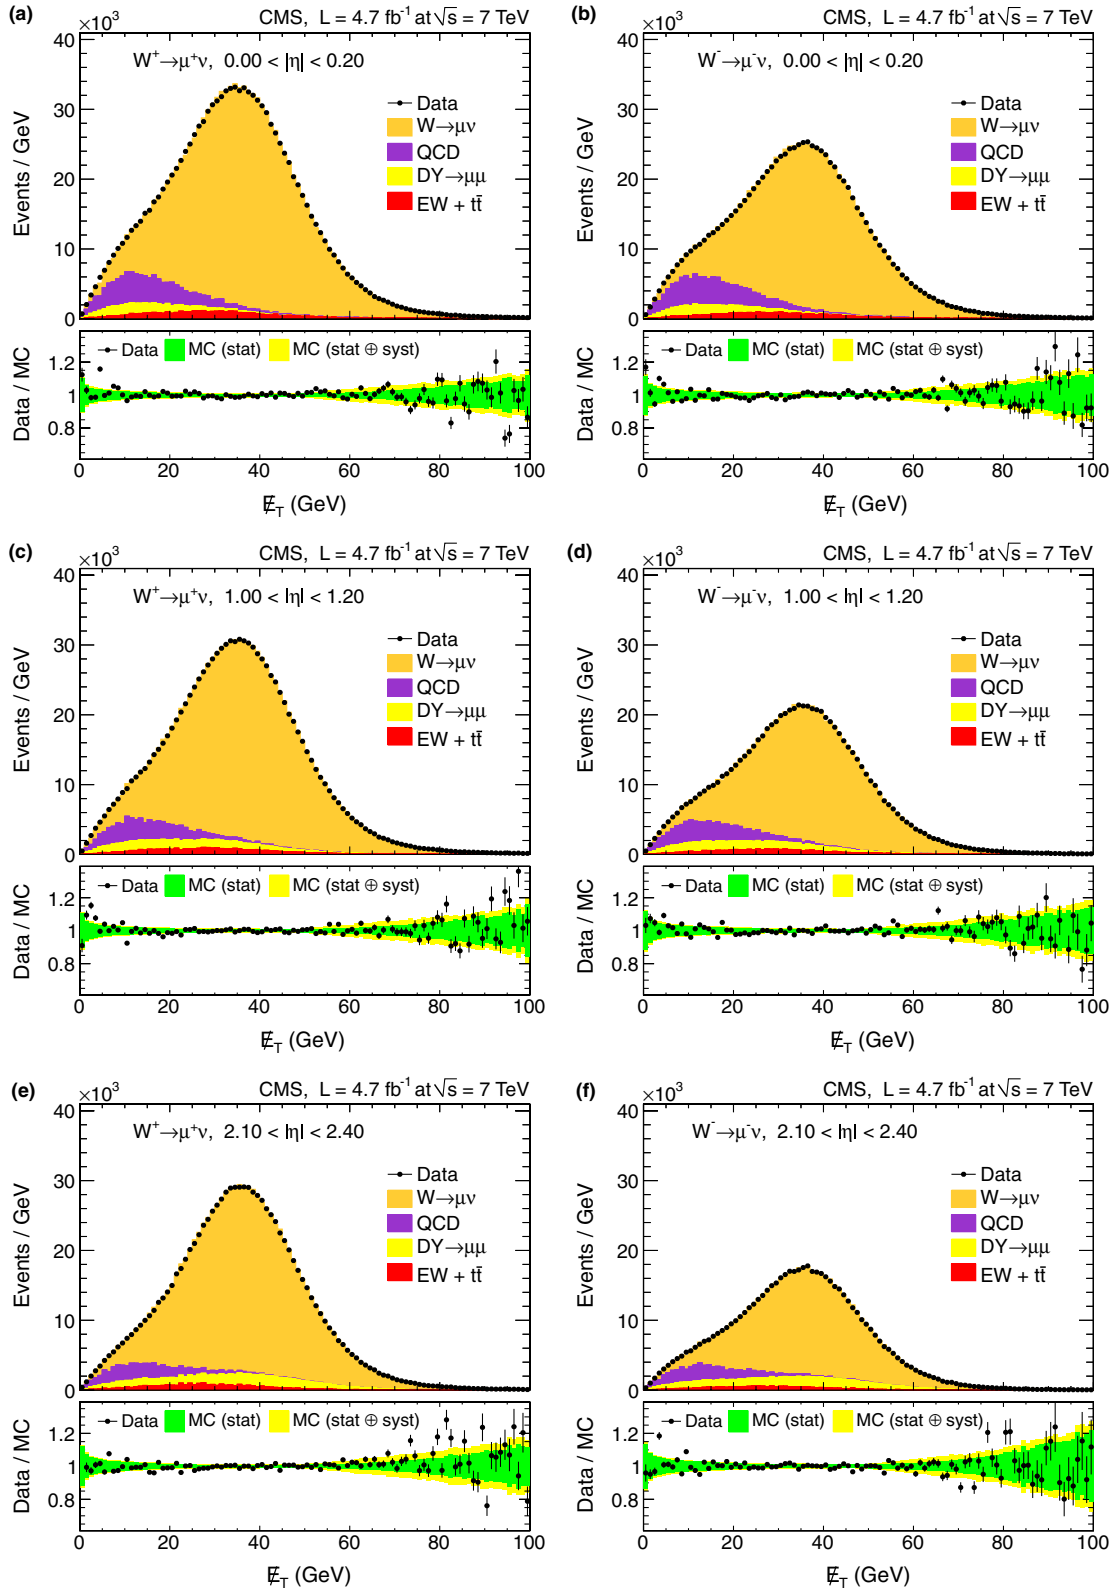 (a)
×10³
CMS, L = 4.7 fb⁻¹ at √s = 7 TeV
40
W⁺→μ⁺ν, 0.00 < |η| < 0.20
Data
W→μν
QCD
DY→μμ
EW + tt̄
30
20
10
0
Events / GeV
Data
MC (stat)
MC (stat ⊕ syst)
1.2
1
0.8
Data / MC
0 20 40 60 80 100
E̸_T (GeV)
(b)
×10³
CMS, L = 4.7 fb⁻¹ at √s = 7 TeV
40
W⁻→μ⁻ν, 0.00 < |η| < 0.20
Data
W→μν
QCD
DY→μμ
EW + tt̄
30
20
10
0
Events / GeV
Data
MC (stat)
MC (stat ⊕ syst)
1.2
1
0.8
Data / MC
0 20 40 60 80 100
E̸_T (GeV)
(c)
×10³
CMS, L = 4.7 fb⁻¹ at √s = 7 TeV
40
W⁺→μ⁺ν, 1.00 < |η| < 1.20
Data
W→μν
QCD
DY→μμ
EW + tt̄
30
20
10
0
Events / GeV
Data
MC (stat)
MC (stat ⊕ syst)
1.2
1
0.8
Data / MC
0 20 40 60 80 100
E̸_T (GeV)
(d)
×10³
CMS, L = 4.7 fb⁻¹ at √s = 7 TeV
40
W⁻→μ⁻ν, 1.00 < |η| < 1.20
Data
W→μν
QCD
DY→μμ
EW + tt̄
30
20
10
0
Events / GeV
Data
MC (stat)
MC (stat ⊕ syst)
1.2
1
0.8
Data / MC
0 20 40 60 80 100
E̸_T (GeV)
(e)
×10³
CMS, L = 4.7 fb⁻¹ at √s = 7 TeV
40
W⁺→μ⁺ν, 2.10 < |η| < 2.40
Data
W→μν
QCD
DY→μμ
EW + tt̄
30
20
10
0
Events / GeV
Data
MC (stat)
MC (stat ⊕ syst)
1.2
1
0.8
Data / MC
0 20 40 60 80 100
E̸_T (GeV)
(f)
×10³
CMS, L = 4.7 fb⁻¹ at √s = 7 TeV
40
W⁻→μ⁻ν, 2.10 < |η| < 2.40
Data
W→μν
QCD
DY→μμ
EW + tt̄
30
20
10
0
Events / GeV
Data
MC (stat)
MC (stat ⊕ syst)
1.2
1
0.8
Data / MC
0 20 40 60 80 100
E̸_T (GeV)